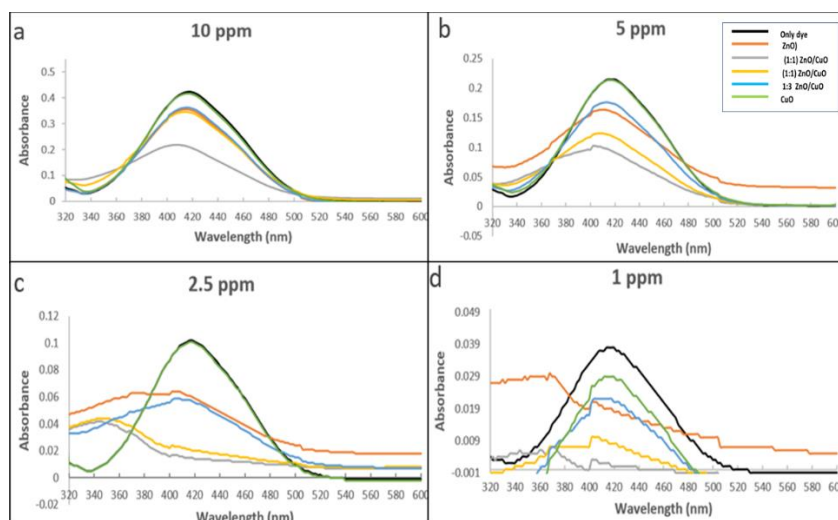 a
10 ppm
Absorbance
0.5
0.4
0.3
0.2
0.1
0
320 340 360 380 400 420 440 460 480 500 520 540 560 580 600
Wavelength (nm)
b
5 ppm
Only dye
ZnO)
(1:1) ZnO/CuO
(1:1) ZnO/CuO
1:3 ZnO/CuO
CuO
Absorbance
0.25
0.2
0.15
0.1
0.05
0
-0.05
320 340 360 380 400 420 440 460 480 500 520 540 560 580 600
Wavelength (nm)
c
2.5 ppm
Absorbance
0.12
0.1
0.08
0.06
0.04
0.02
0
-0.02
320 340 360 380 400 420 440 460 480 500 520 540 560 580 600
Wavelength (nm)
d
1 ppm
Absorbance
0.049
0.039
0.029
0.019
0.009
-0.001
320 340 360 380 400 420 440 460 480 500 520 540 560 580 600
Wavelength (nm)